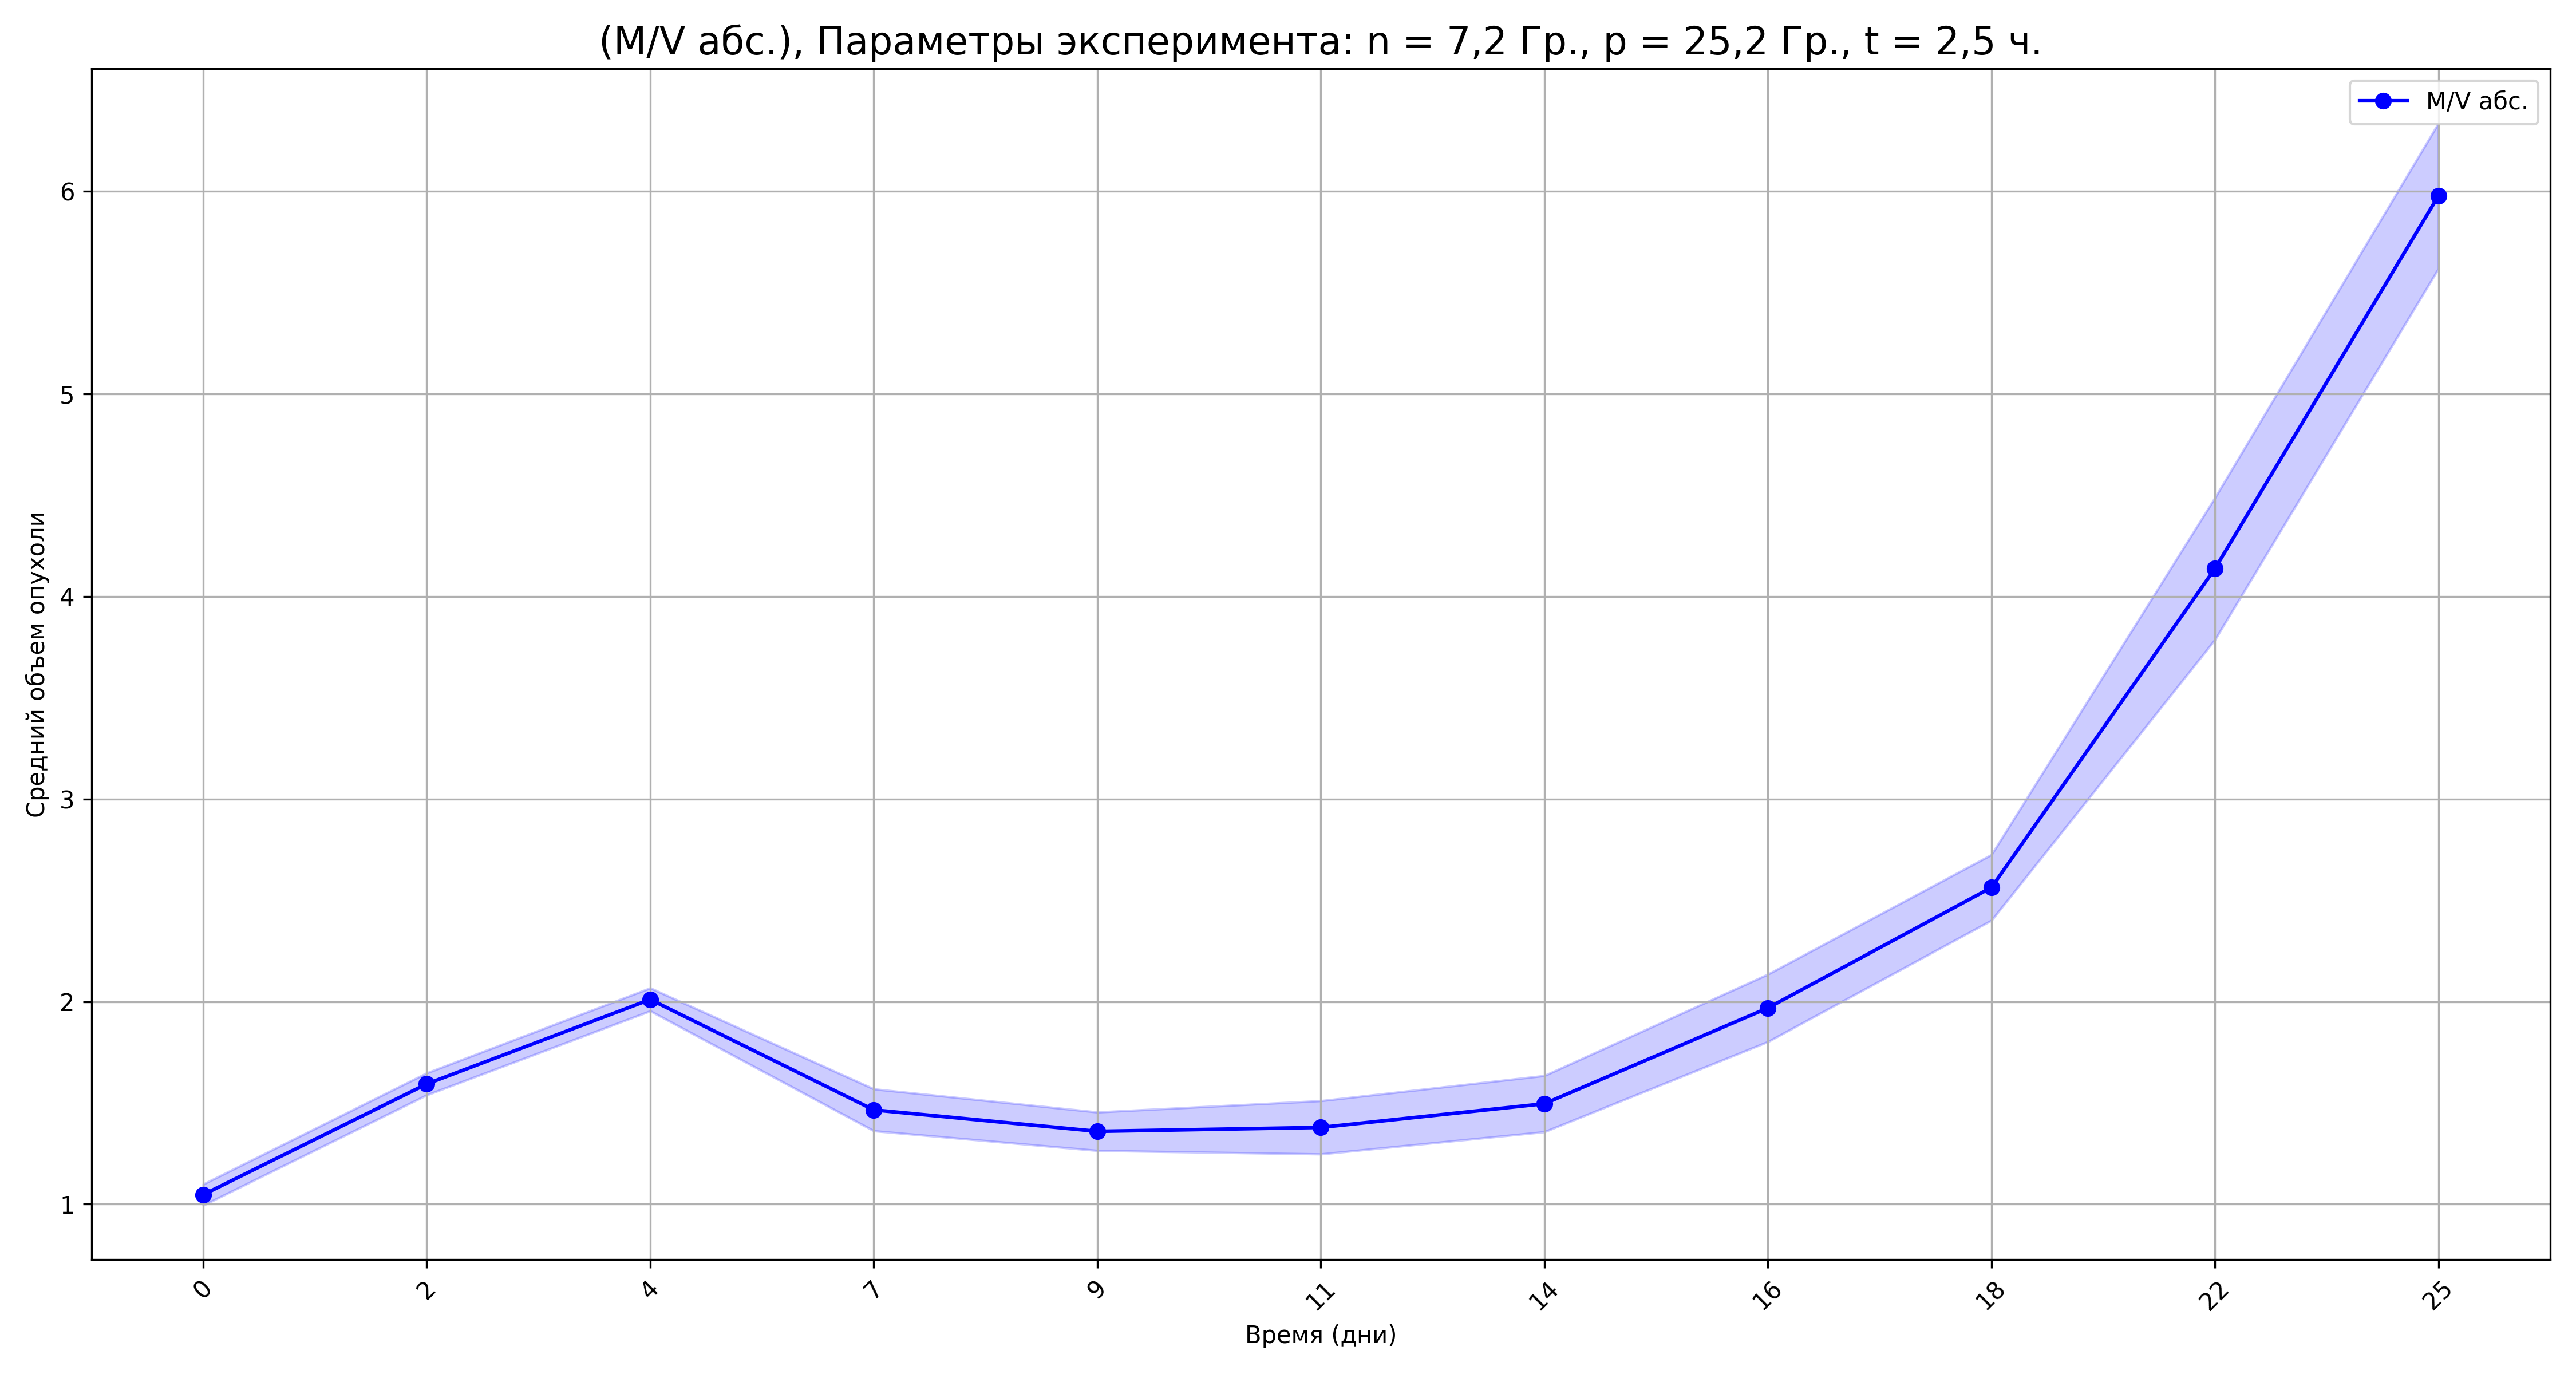 (M/V абс.), Параметры эксперимента: n = 7,2 Гр., p = 25,2 Гр., t = 2,5 ч.
M/V абс.
Средний объем опухоли
6
5
4
3
2
1
0 2 4 7 9 11 14 16 18 22 25
Время (дни)